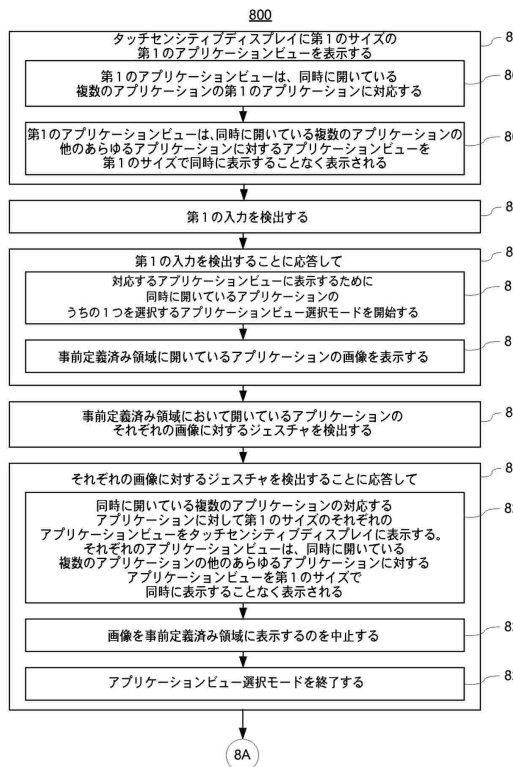 800
タッチセンシティブディスプレイに第１のサイズの
第１のアプリケーションビューを表示する
第１のアプリケーションビューは、同時に開いている
複数のアプリケーションの第１のアプリケーションに対応する
第１のアプリケーションビューは、同時に開いている複数のアプリケーションの
他のあらゆるアプリケーションに対するアプリケーションビューを
第１のサイズで同時に表示することなく表示される
第１の入力を検出する
第１の入力を検出することに応答して
対応するアプリケーションビューに表示するために
同時に開いているアプリケーションの
うちの１つを選択するアプリケーションビュー選択モードを開始する
事前定義済み領域に開いているアプリケーションの画像を表示する
事前定義済み領域において開いているアプリケーションの
それぞれの画像に対するジェスチャを検出する
それぞれの画像に対するジェスチャを検出することに応答して
同時に開いている複数のアプリケーションの対応する
アプリケーションに対して第１のサイズのそれぞれの
アプリケーションビューをタッチセンシティブディスプレイに表示する。
それぞれのアプリケーションビューは、同時に開いている
複数のアプリケーションの他のあらゆるアプリケーションに対する
アプリケーションビューを第１のサイズで
同時に表示することなく表示される
画像を事前定義済み領域に表示するのを中止する
アプリケーションビュー選択モードを終了する
8A